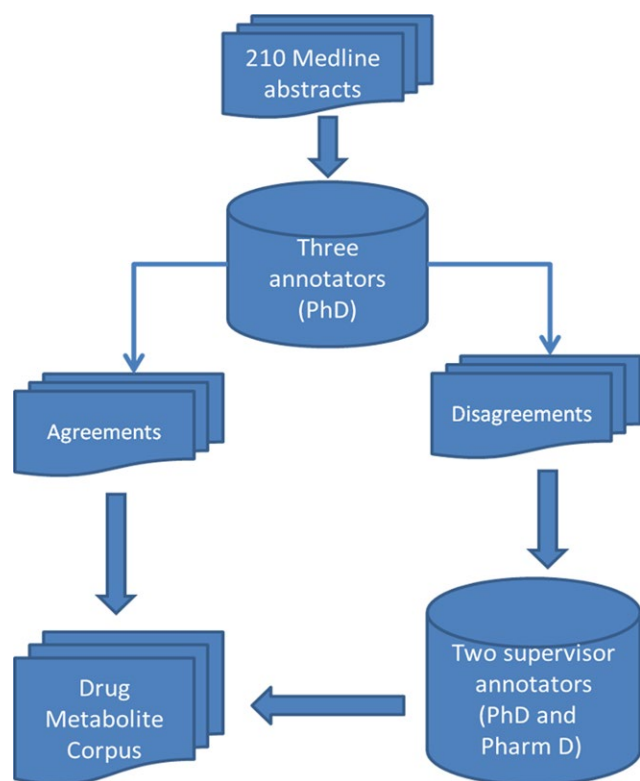 210 Medline
abstracts
Three
annotators
(PhD)
Agreements
Disagreements
Drug
Metabolite
Corpus
Two supervisor
annotators
(PhD and
Pharm D)